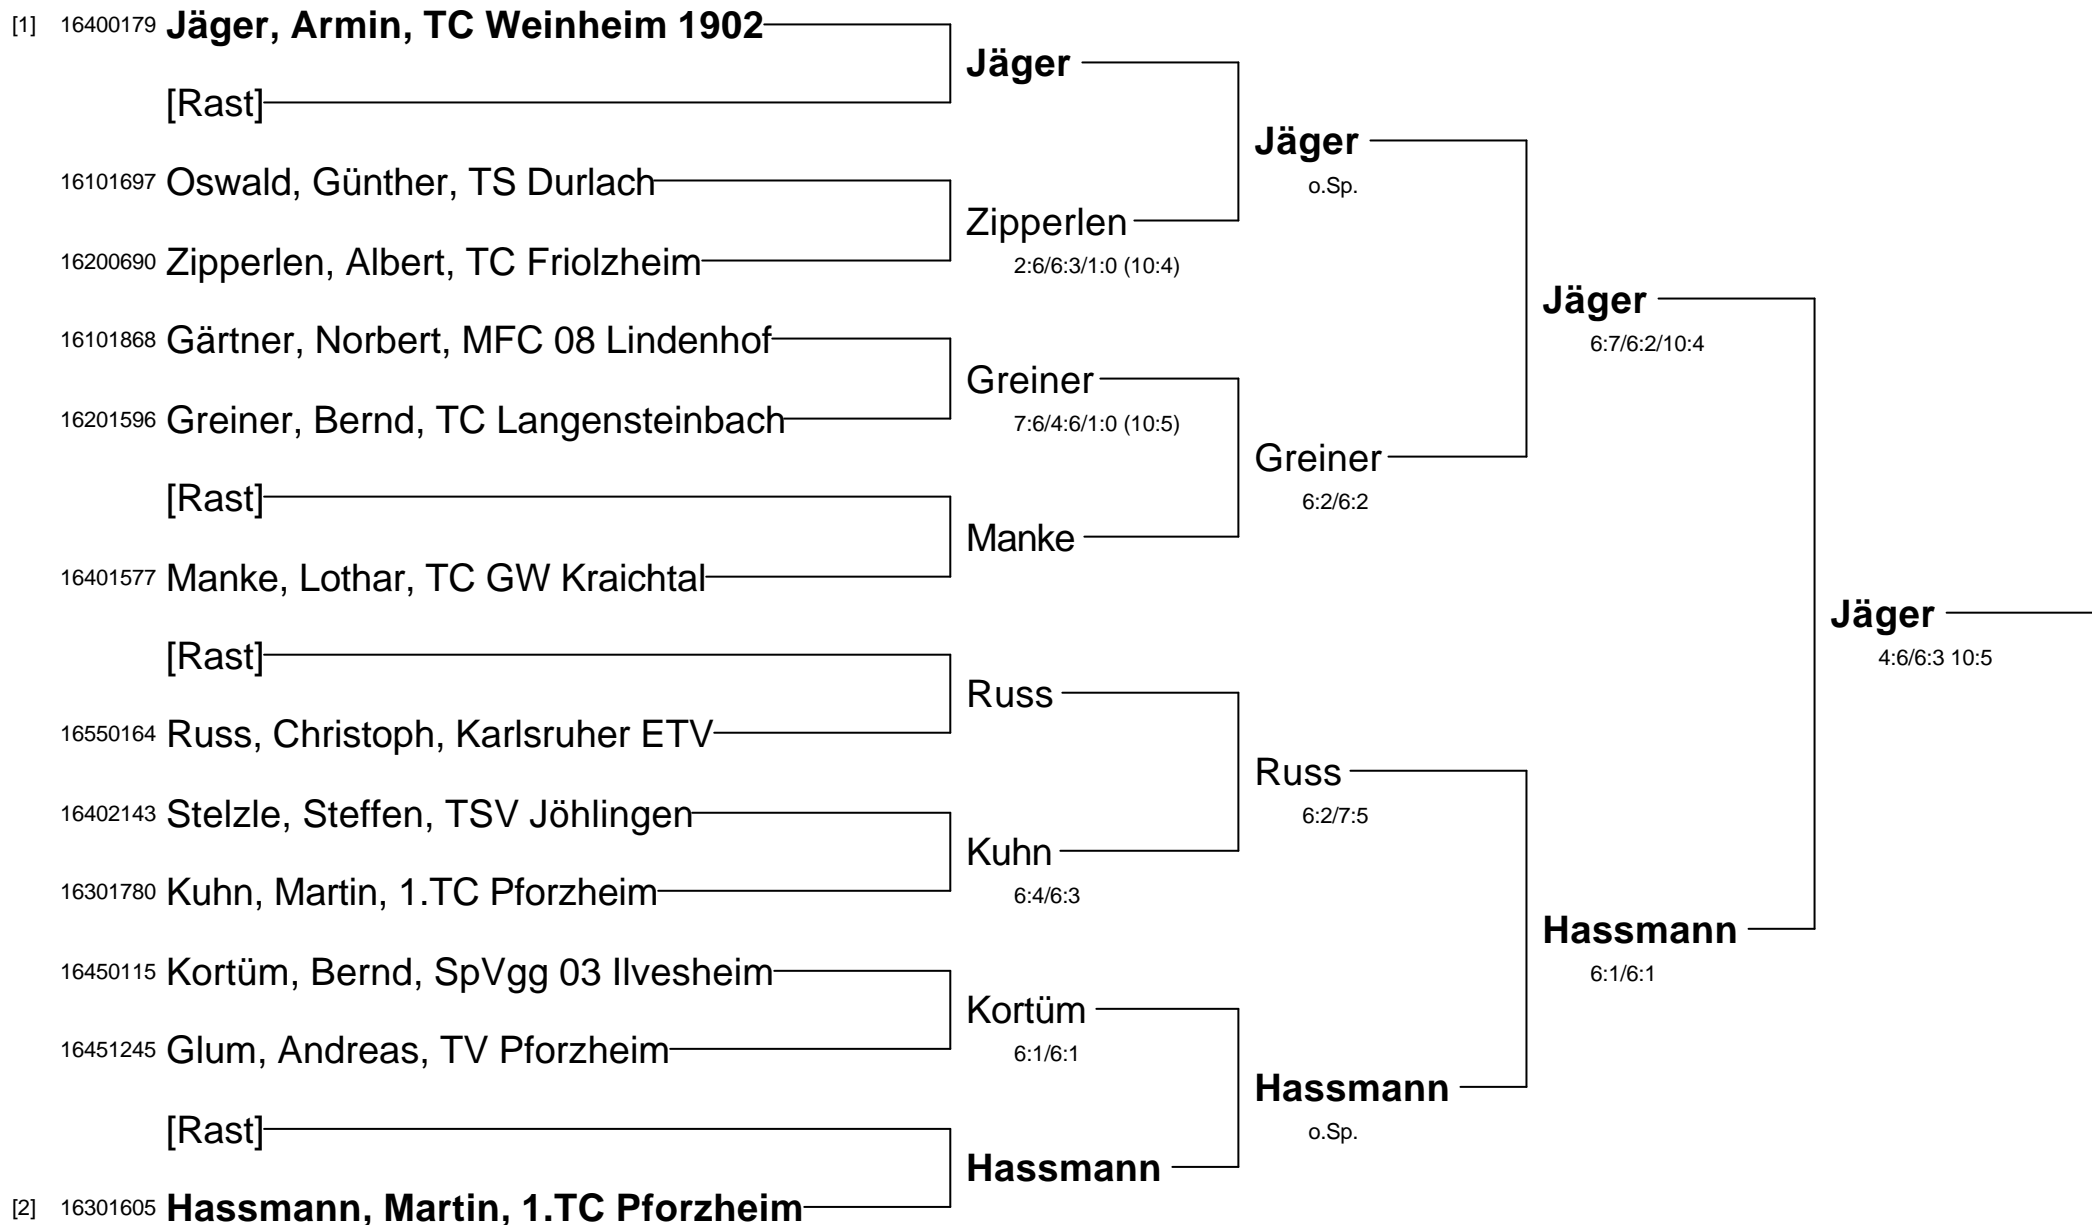 [1] 16400179 Jäger, Armin, TC Weinheim 1902
Jäger
[Rast]
Jäger
o.Sp.
16101697 Oswald, Günther, TS Durlach
Zipperlen
2:6/6:3/1:0 (10:4)
16200690 Zipperlen, Albert, TC Friolzheim
Jäger
6:7/6:2/10:4
16101868 Gärtner, Norbert, MFC 08 Lindenhof
Greiner
7:6/4:6/1:0 (10:5)
16201596 Greiner, Bernd, TC Langensteinbach
Greiner
6:2/6:2
[Rast]
Manke
16401577 Manke, Lothar, TC GW Kraichtal
Jäger
4:6/6:3 10:5
[Rast]
Russ
16550164 Russ, Christoph, Karlsruher ETV
Russ
6:2/7:5
16402143 Stelzle, Steffen, TSV Jöhlingen
Kuhn
6:4/6:3
16301780 Kuhn, Martin, 1.TC Pforzheim
Hassmann
6:1/6:1
16450115 Kortüm, Bernd, SpVgg 03 Ilvesheim
Kortüm
6:1/6:1
16451245 Glum, Andreas, TV Pforzheim
Hassmann
o.Sp.
[Rast]
Hassmann
[2] 16301605 Hassmann, Martin, 1.TC Pforzheim